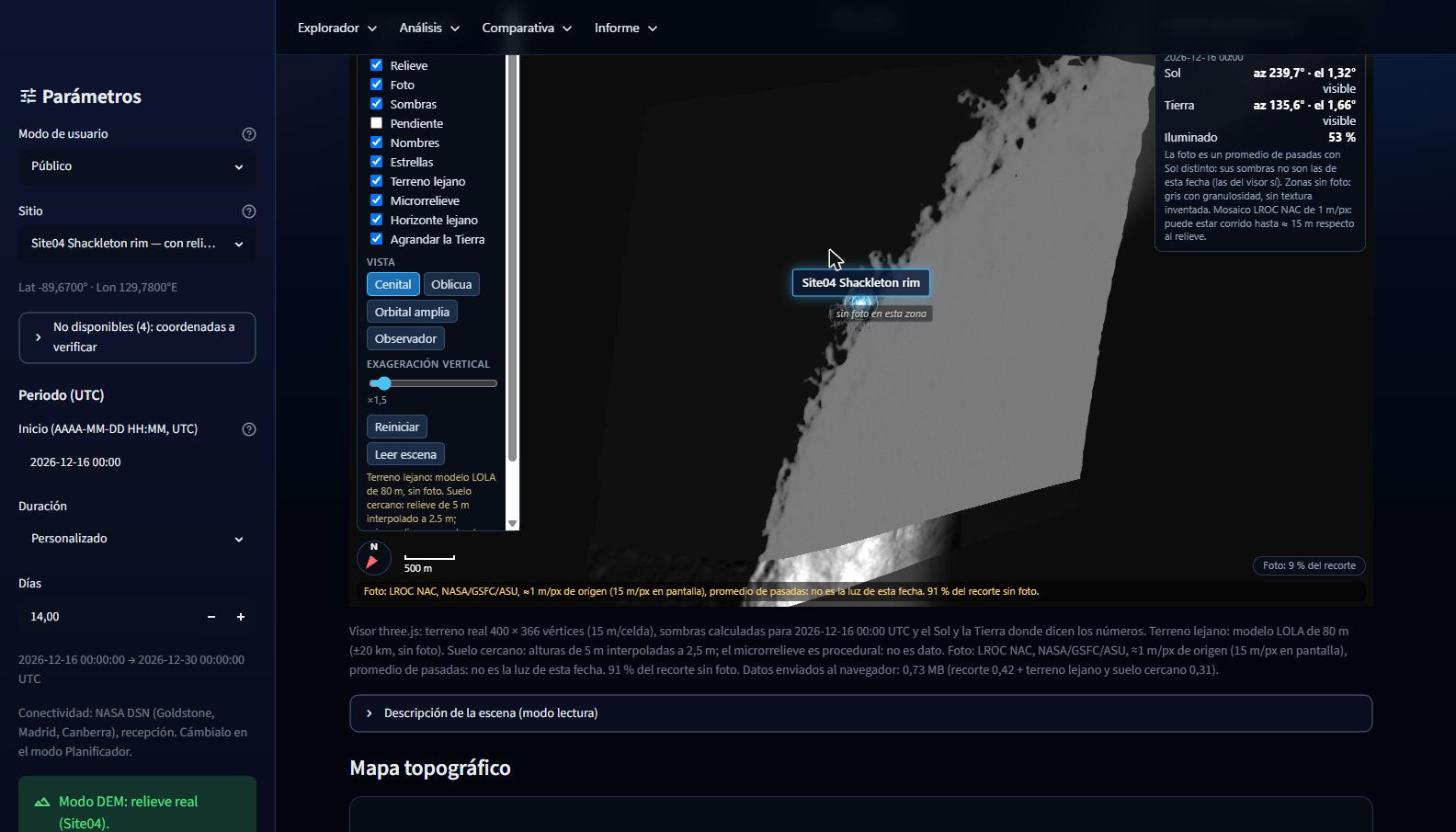 Explorador
Análisis
Comparativa
Informe
Parámetros
Modo de usuario
Público
Sitio
Site04 Shackleton rim — con reli...
Lat -89,6700° · Lon 129,7800°E
No disponibles (4): coordenadas a
verificar
Periodo (UTC)
Inicio (AAAA-MM-DD HH:MM, UTC)
2026-12-16 00:00
Duración
Personalizado
Días
14,00
2026-12-16 00:00:00 → 2026-12-30 00:00:00
UTC
Conectividad: NASA DSN (Goldstone,
Madrid, Canberra), recepción. Cámbialo en
el modo Planificador.
Modo DEM: relieve real
(Site04).
Relieve
Foto
Sombras
Pendiente
Nombres
Estrellas
Terreno lejano
Microrrelieve
Horizonte lejano
Agrandar la Tierra
VISTA
Cenital
Oblicua
Orbital amplia
Observador
EXAGERACIÓN VERTICAL
×1,5
Reiniciar
Leer escena
Terreno lejano: modelo LOLA
de 80 m, sin foto. Suelo
cercano: relieve de 5 m
interpolado a 2.5 m;
N
500 m
Site04 Shackleton rim
sin foto en esta zona
2026-12-16 00:00
Sol az 239,7° · el 1,32°
visible
Tierra az 135,6° · el 1,66°
visible
Iluminado 53 %
La foto es un promedio de pasadas con
Sol distinto: sus sombras no son las de
esta fecha (las del visor sí). Zonas sin foto:
gris con granulosidad, sin textura
inventada. Mosaico LROC NAC de 1 m/px:
puede estar corrido hasta ≈ 15 m respecto
al relieve.
Foto: 9 % del recorte
Foto: LROC NAC, NASA/GSFC/ASU, ≈1 m/px de origen (15 m/px en pantalla), promedio de pasadas: no es la luz de esta fecha. 91 % del recorte sin foto.
Visor three.js: terreno real 400 × 366 vértices (15 m/celda), sombras calculadas para 2026-12-16 00:00 UTC y el Sol y la Tierra donde dicen los números. Terreno lejano: modelo LOLA de 80 m
(±20 km, sin foto). Suelo cercano: alturas de 5 m interpoladas a 2,5 m; el microrrelieve es procedural: no es dato. Foto: LROC NAC, NASA/GSFC/ASU, ≈1 m/px de origen (15 m/px en pantalla),
promedio de pasadas: no es la luz de esta fecha. 91 % del recorte sin foto. Datos enviados al navegador: 0,73 MB (recorte 0,42 + terreno lejano y suelo cercano 0,31).
Descripción de la escena (modo lectura)
Mapa topográfico